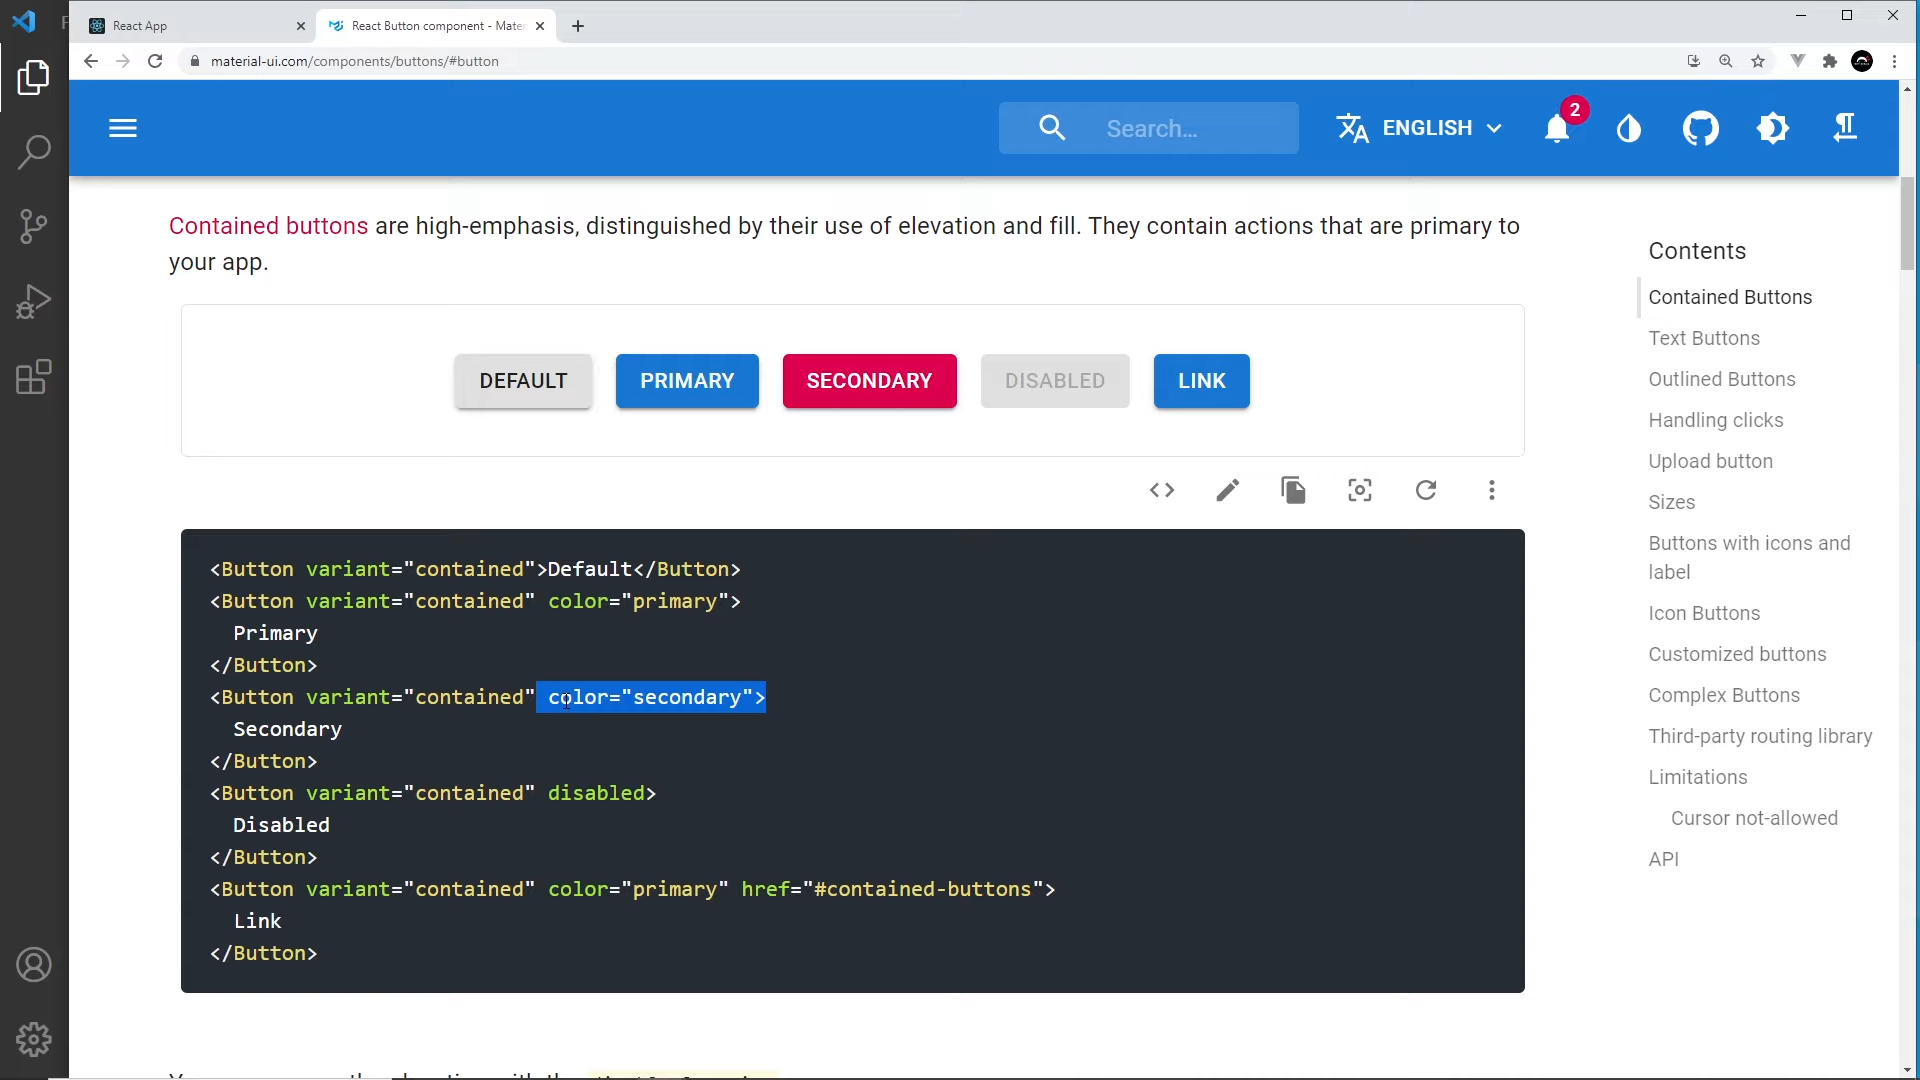 React App
React Button component - Mate
material-ui.com/components/buttons/#button
Search…
ENGLISH
2
Contained buttons are high-emphasis, distinguished by their use of elevation and fill. They contain actions that are primary to
your app.
DEFAULT
PRIMARY
SECONDARY
DISABLED
LINK
<Button variant="contained">Default</Button>
<Button variant="contained" color="primary">
Primary
</Button>
<Button variant="contained" color="secondary">
Secondary
</Button>
<Button variant="contained" disabled>
Disabled
</Button>
<Button variant="contained" color="primary" href="#contained-buttons">
Link
</Button>
Contents
Contained Buttons
Text Buttons
Outlined Buttons
Handling clicks
Upload button
Sizes
Buttons with icons and
label
Icon Buttons
Customized buttons
Complex Buttons
Third-party routing library
Limitations
Cursor not-allowed
API